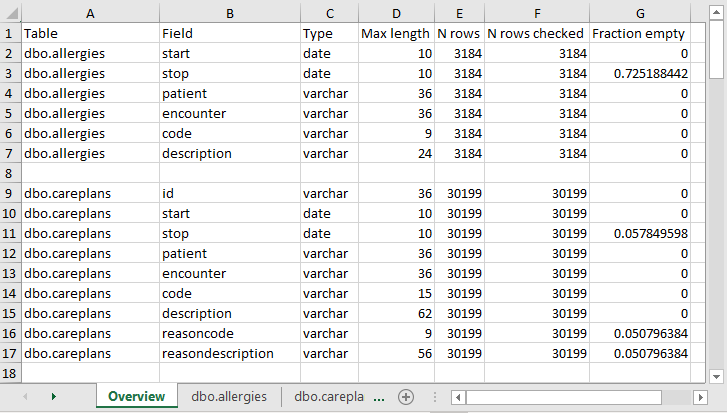 A B C D E F G
1 Table Field Type Max length N rows N rows checked Fraction empty
2 dbo.allergies start date 10 3184 3184 0
3 dbo.allergies stop date 10 3184 3184 0.725188442
4 dbo.allergies patient varchar 36 3184 3184 0
5 dbo.allergies encounter varchar 36 3184 3184 0
6 dbo.allergies code varchar 9 3184 3184 0
7 dbo.allergies description varchar 24 3184 3184 0
8
9 dbo.careplans id varchar 36 30199 30199 0
10 dbo.careplans start date 10 30199 30199 0
11 dbo.careplans stop date 10 30199 30199 0.057849598
12 dbo.careplans patient varchar 36 30199 30199 0
13 dbo.careplans encounter varchar 36 30199 30199 0
14 dbo.careplans code varchar 15 30199 30199 0
15 dbo.careplans description varchar 62 30199 30199 0
16 dbo.careplans reasoncode varchar 9 30199 30199 0.050796384
17 dbo.careplans reasondescription varchar 56 30199 30199 0.050796384
18
Overview dbo.allergies dbo.carepla ...